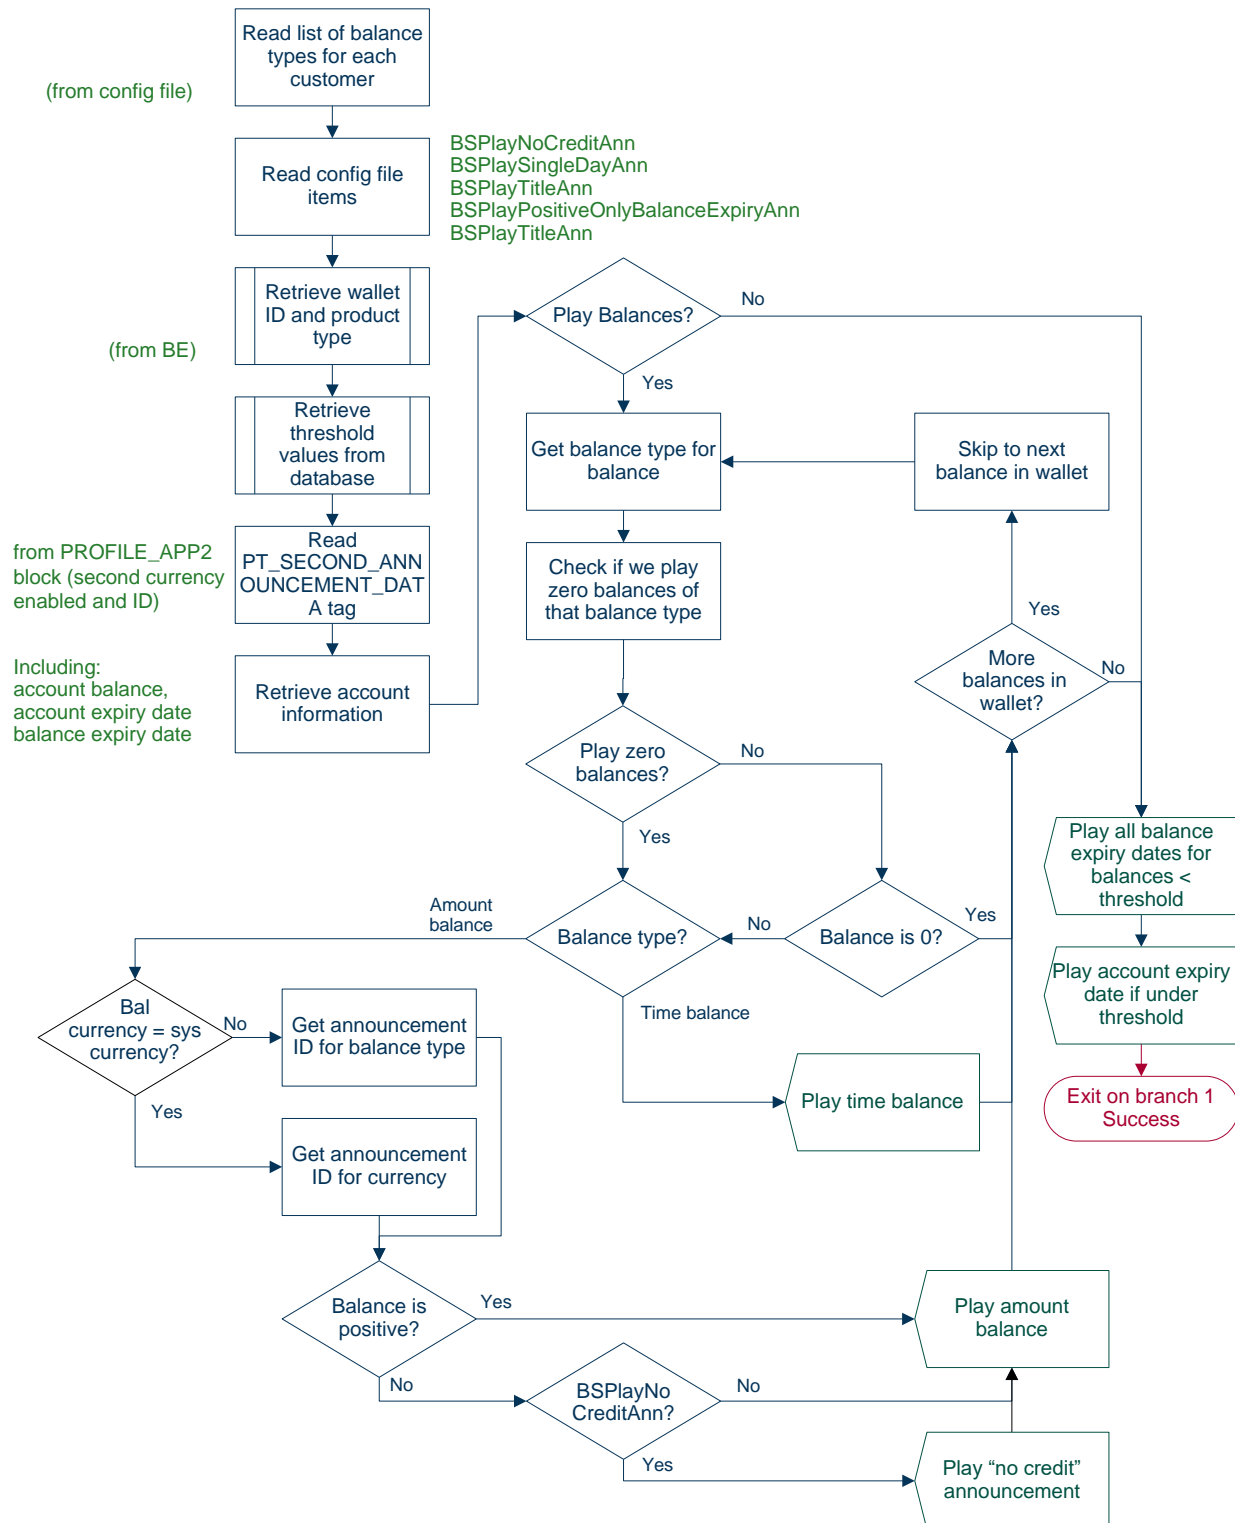 Read list of balance
types for each
customer
(from config file)
Read config file
items
BSPlayNoCreditAnn
BSPlaySingleDayAnn
BSPlayTitleAnn
BSPlayPositiveOnlyBalanceExpiryAnn
BSPlayTitleAnn
Retrieve wallet
ID and product
type
(from BE)
Retrieve
threshold
values from
database
from PROFILE_APP2
block (second currency
enabled and ID)
Read
PT_SECOND_ANN
OUNCEMENT_DAT
A tag
Including:
account balance,
account expiry date
balance expiry date
Retrieve account
information
Play Balances?
No
Yes
Get balance type for
balance
Skip to next
balance in wallet
Check if we play
zero balances of
that balance type
Yes
More
balances in
wallet?
No
Play zero
balances?
No
Yes
Play all balance
expiry dates for
balances <
threshold
Amount
balance
Balance type?
No
Balance is 0?
Yes
Play account expiry
date if under
threshold
Time balance
Bal
currency = sys
currency?
No
Get announcement
ID for balance type
Yes
Play time balance
Exit on branch 1
Success
Get announcement
ID for currency
Balance is
positive?
Yes
Play amount
balance
No
BSPlayNo
CreditAnn?
No
Yes
Play “no credit”
announcement